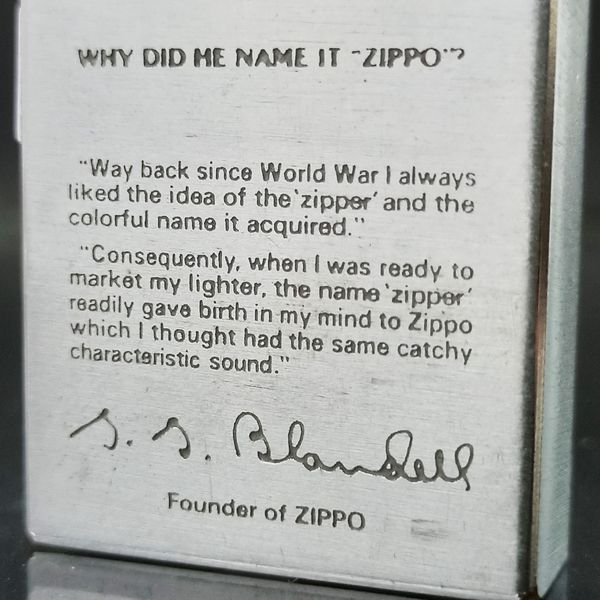 WHY DID HE NAME IT "ZIPPO"?
"Way back since World War I always
liked the idea of the 'zipper' and the
colorful name it acquired."
"Consequently, when I was ready to
market my lighter, the name 'zipper'
readily gave birth in my mind to Zippo
which I thought had the same catchy
characteristic sound."
G. G. Blaisdell
Founder of ZIPPO